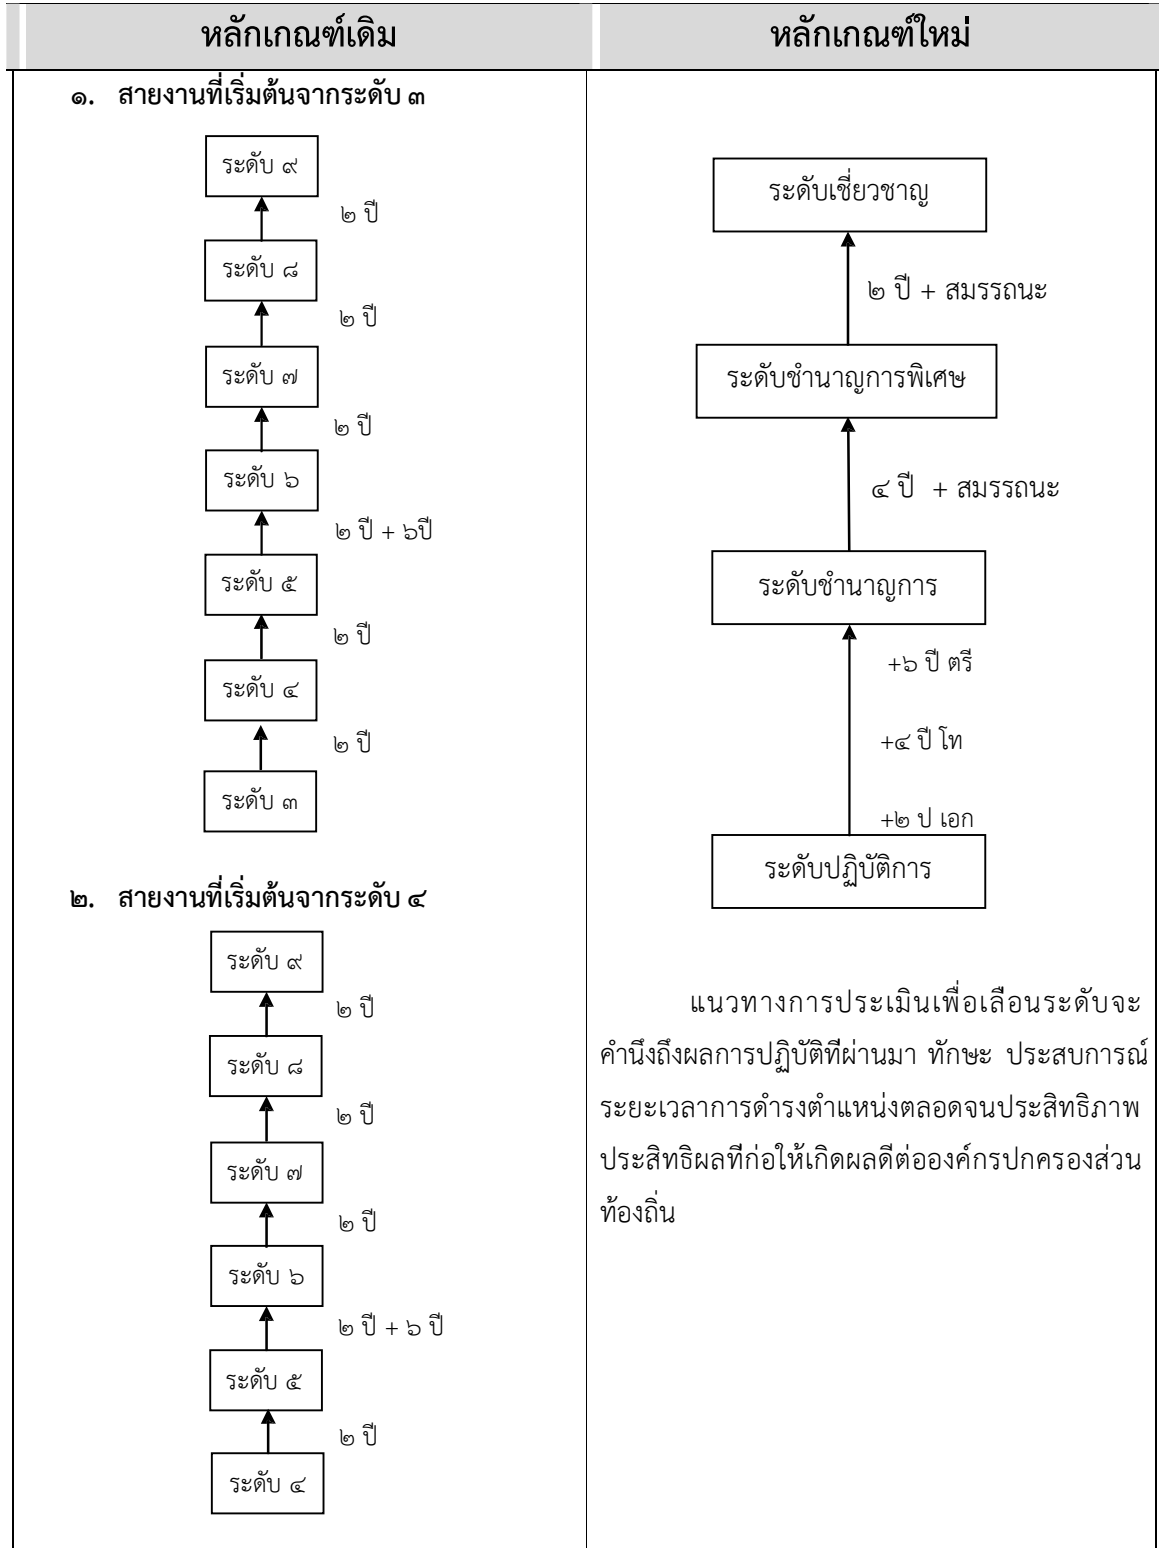 หลักเกณฑ์เดิม
หลักเกณฑ์ใหม่
๑. สายงานที่เริ่มต้นจากระดับ ๓
ระดับ ๙
๒ ปี
ระดับ ๘
๒ ปี
ระดับ ๗
๒ ปี
ระดับ ๖
๒ ปี + ๖ปี
ระดับ ๕
๒ ปี
ระดับ ๔
๒ ปี
ระดับ ๓
๒. สายงานที่เริ่มต้นจากระดับ ๔
ระดับ ๙
๒ ปี
ระดับ ๘
๒ ปี
ระดับ ๗
๒ ปี
ระดับ ๖
๒ ปี + ๖ ปี
ระดับ ๕
๒ ปี
ระดับ ๔
ระดับเชี่ยวชาญ
๒ ปี + สมรรถนะ
ระดับชำนาญการพิเศษ
๔ ปี + สมรรถนะ
ระดับชำนาญการ
+๖ ปี ตรี
+๔ ปี โท
+๒ ป เอก
ระดับปฏิบัติการ
แนวทางการประเมินเพื่อเลือนระดับจะ
คำนึงถึงผลการปฏิบัติทีผ่านมา ทักษะ ประสบการณ์
ระยะเวลาการดำรงตำแหน่งตลอดจนประสิทธิภาพ
ประสิทธิผลทีก่อให้เกิดผลดีต่อองค์กรปกครองส่วน
ท้องถิ่น